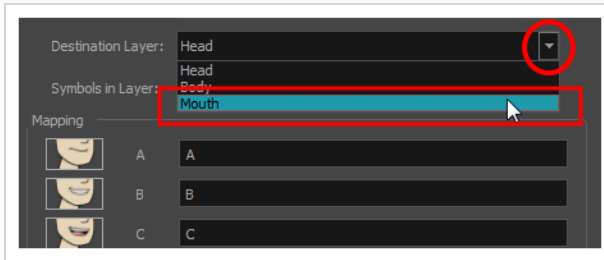 Destination Layer: Head
Head
Symbols in Layer: Body
Mouth
Mapping
A A
B B
C C